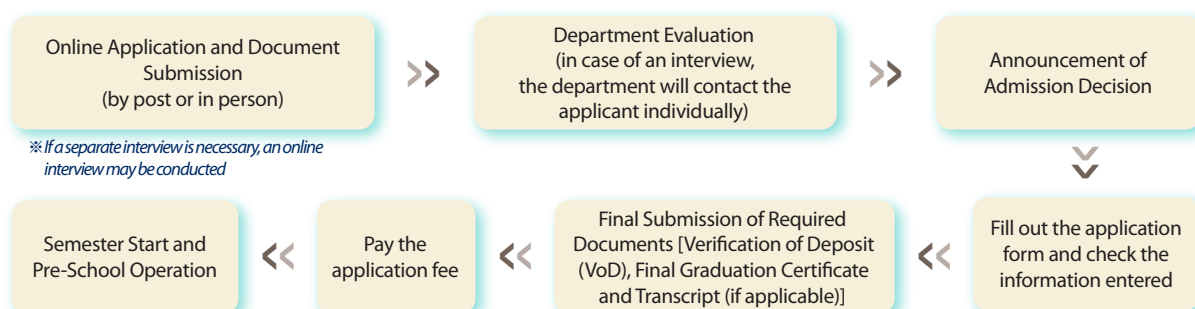 Online Application and Document
Submission
(by post or in person)
Department Evaluation
(in case of an interview,
the department will contact the
applicant individually)
Announcement of
Admission Decision
※ If a separate interview is necessary, an online
interview may be conducted
Fill out the application
form and check the
information entered
Final Submission of Required
Documents [Verification of Deposit
(VoD), Final Graduation Certificate
and Transcript (if applicable)]
Pay the
application fee
Semester Start and
Pre-School Operation